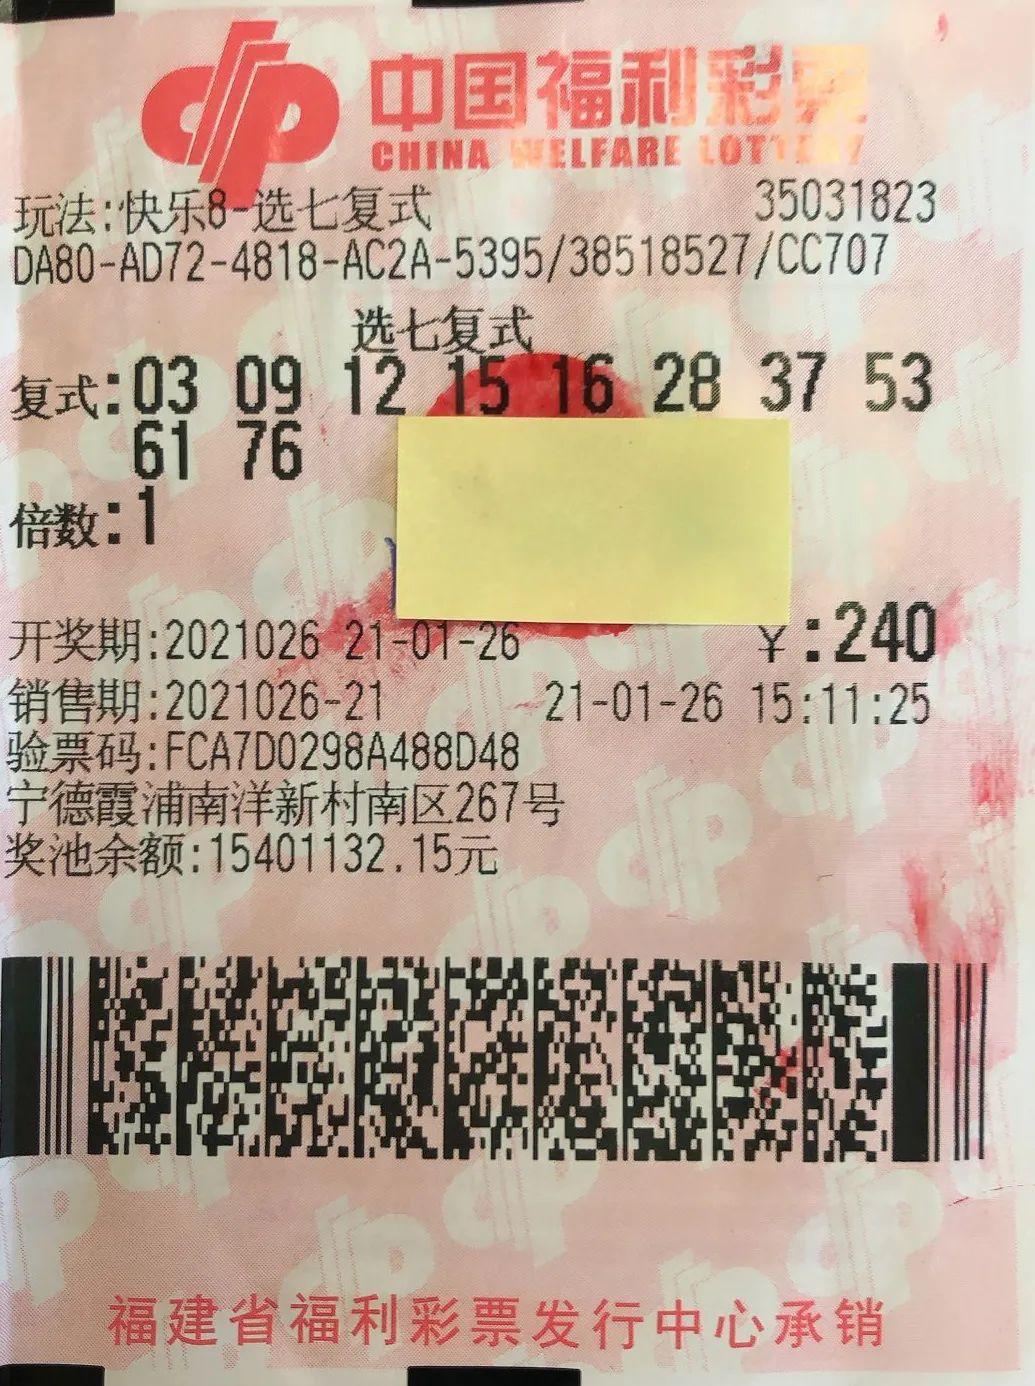 中国福利彩票
CHINA WELFARE LOTTERY
玩法:快乐8-选七复式 35031823
DA80-AD72-4818-AC2A-5395/38518527/CC707
选七复式
复式:03 09 12 15 16 28 37 53
61 76
倍数:1
开奖期:2021026 21-01-26 ¥:240
销售期:2021026-21 21-01-26 15:11:25
验票码:FCA7D0298A488D48
宁德霞浦南洋新村南区267号
奖池余额:15401132.15元
福建省福利彩票发行中心承销